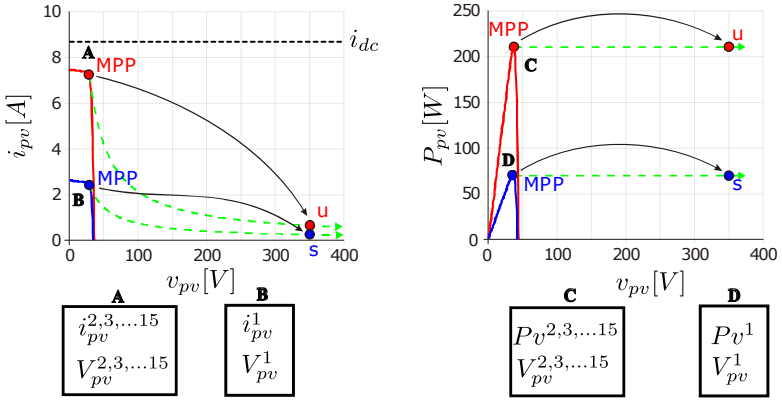 10
8
6
4
2
0
i_{pv}[A]
i_{dc}
A
MPP
MPP
B
u
s
0 100 200 300 400
v_{pv}[V]
250
200
150
100
50
0
P_{pv}[W]
MPP
u
C
D
MPP
s
0 100 200 300 400
v_{pv}[V]
A
i_{pv}^{2,3,...15}
V_{pv}^{2,3,...15}
B
i_{pv}^{1}
V_{pv}^{1}
C
Pv^{2,3,...15}
V_{pv}^{2,3,...15}
D
Pv^{1}
V_{pv}^{1}